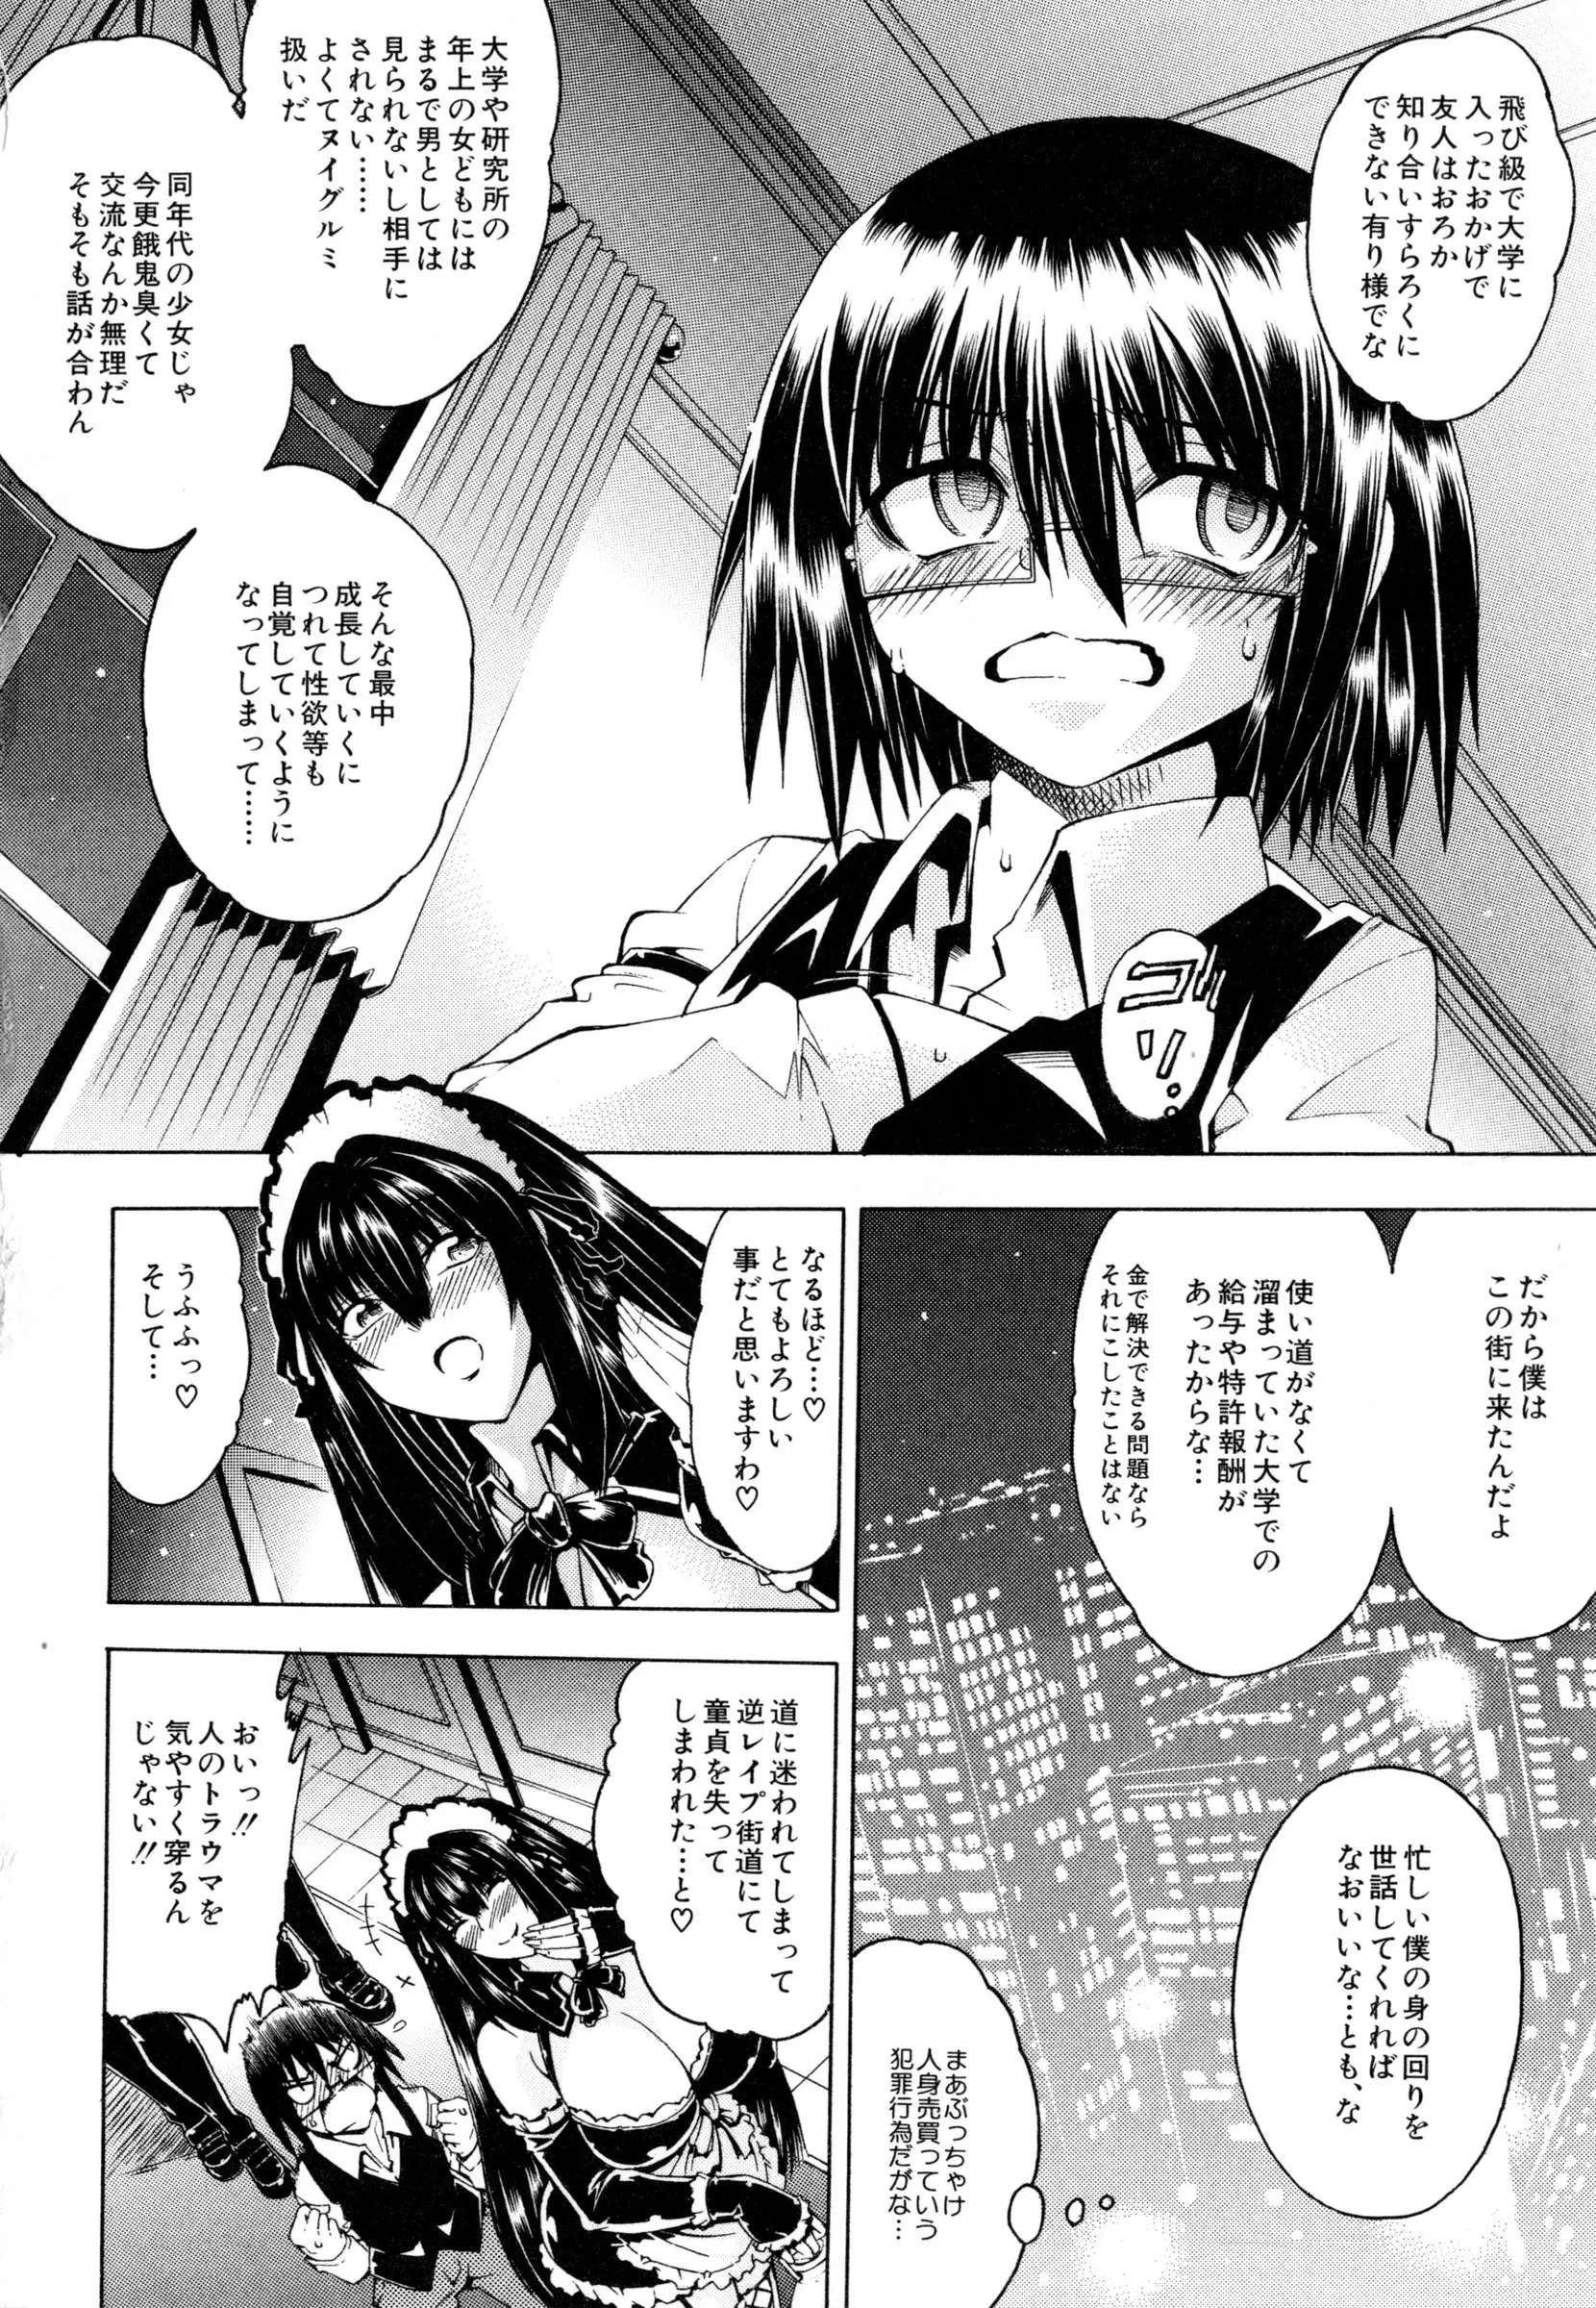 飛び級で大学に
入ったおかげで
友人はおろか
知り合いすらろくに
できない有り様でな
大学や研究所の
年上の女どもには
まるで男としては
見られないし相手に
されない……
よくてヌイグルミ
扱いだ
同年代の少女じゃ
今更餓鬼臭くて
交流なんか無理だ
そもそも話が合わん
そんな最中
成長していくに
つれて性欲等も
自覚していくように
なってしまって……
ゴリ
だから僕は
この街に来たんだよ
使い道がなくて
溜まっていた大学での
給与や特許報酬が
あったからな…
金で解決できる問題なら
それにこしたことはない
忙しい僕の身の回りを
世話してくれれば
なおいいな…とも、な
まあぶっちゃけ
人身売買っていう
犯罪行為だがな…
なるほど…♡
とてもよろしい
事だと思いますわ♡
うふふっ♡
そして…
道に迷われてしまって
逆レイプ街道にて
童貞を失って
しまわれた…と♡
おいっ!!
人のトラウマを
気やすく穿るん
じゃない!!